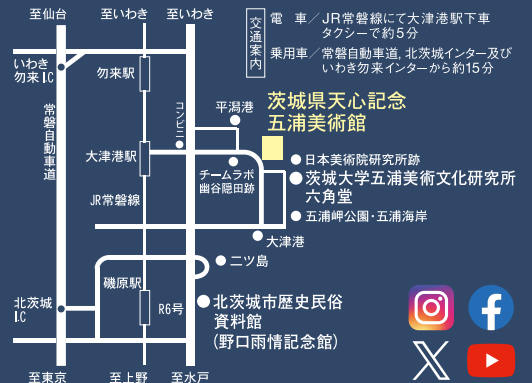 至仙台
至いわき
至いわき
交通案内
電　車／JR常磐線にて大津港駅下車
タクシーで約5分
乗用車／常磐自動車道, 北茨城インター及び
いわき勿来インターから約15分
いわき
勿来I.C
勿来駅
常磐自動車道
コンビニ
平潟港
茨城県天心記念
五浦美術館
大津港駅
チームラボ
幽谷隠田跡
日本美術院研究所跡
茨城大学五浦美術文化研究所
六角堂
JR常磐線
五浦岬公園・五浦海岸
大津港
二ツ島
磯原駅
北茨城
I.C
R6号
北茨城市歴史民俗
資料館
(野口雨情記念館)
至東京
至上野
至水戸